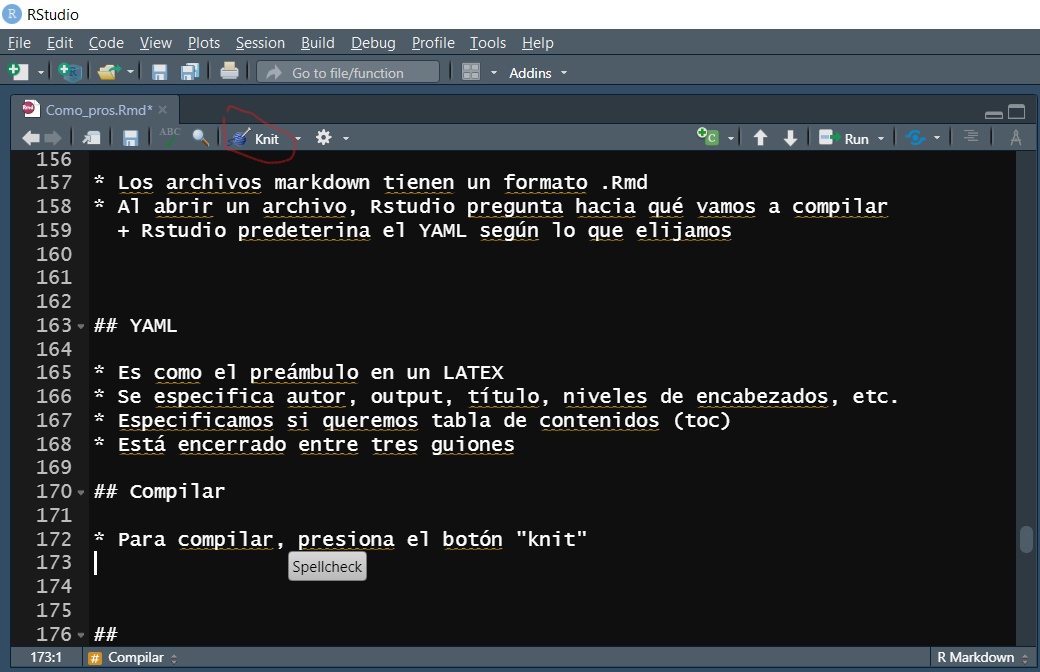 R RStudio
File Edit Code View Plots Session Build Debug Profile Tools Help
Go to file/function Addins
Como_pros.Rmd* ×
ABC Knit C Run
156
157 * Los archivos markdown tienen un formato .Rmd
158 * Al abrir un archivo, Rstudio pregunta hacia qué vamos a compilar
159 + Rstudio predeterina el YAML según lo que elijamos
160
161
162
163 ## YAML
164
165 * Es como el preámbulo en un LATEX
166 * Se especifica autor, output, título, niveles de encabezados, etc.
167 * Especificamos si queremos tabla de contenidos (toc)
168 * Está encerrado entre tres guiones
169
170 ## Compilar
171
172 * Para compilar, presiona el botón "knit"
173
Spellcheck
174
175
176 ##
173:1 # Compilar R Markdown